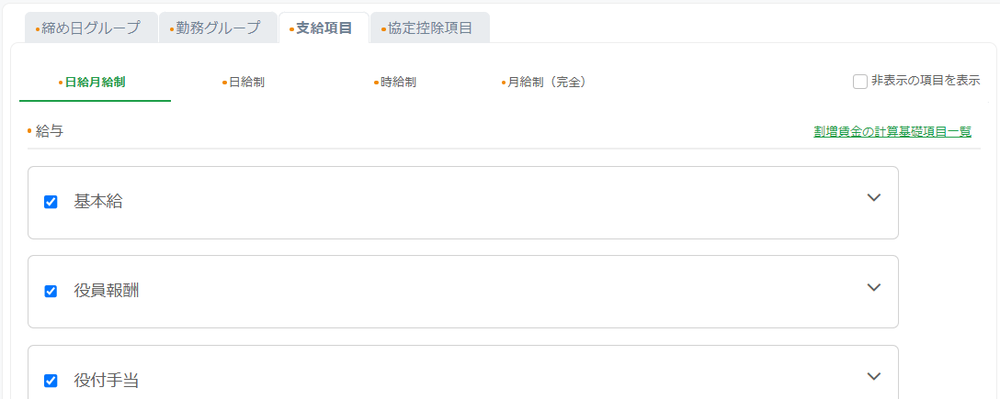 締め日グループ 勤務グループ 支給項目 協定控除項目
日給月給制 日給制 時給制 月給制（完全） 非表示の項目を表示
給与 割増賃金の計算基礎項目一覧
基本給
役員報酬
役付手当